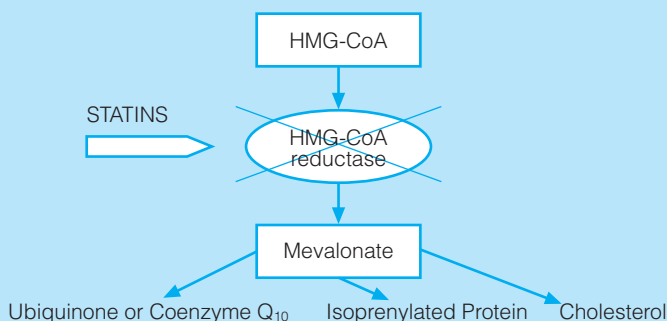 HMG-CoA
STATINS
HMG-CoA
reductase
Mevalonate
Ubiquinone or Coenzyme Q₁₀ Isoprenylated Protein Cholesterol